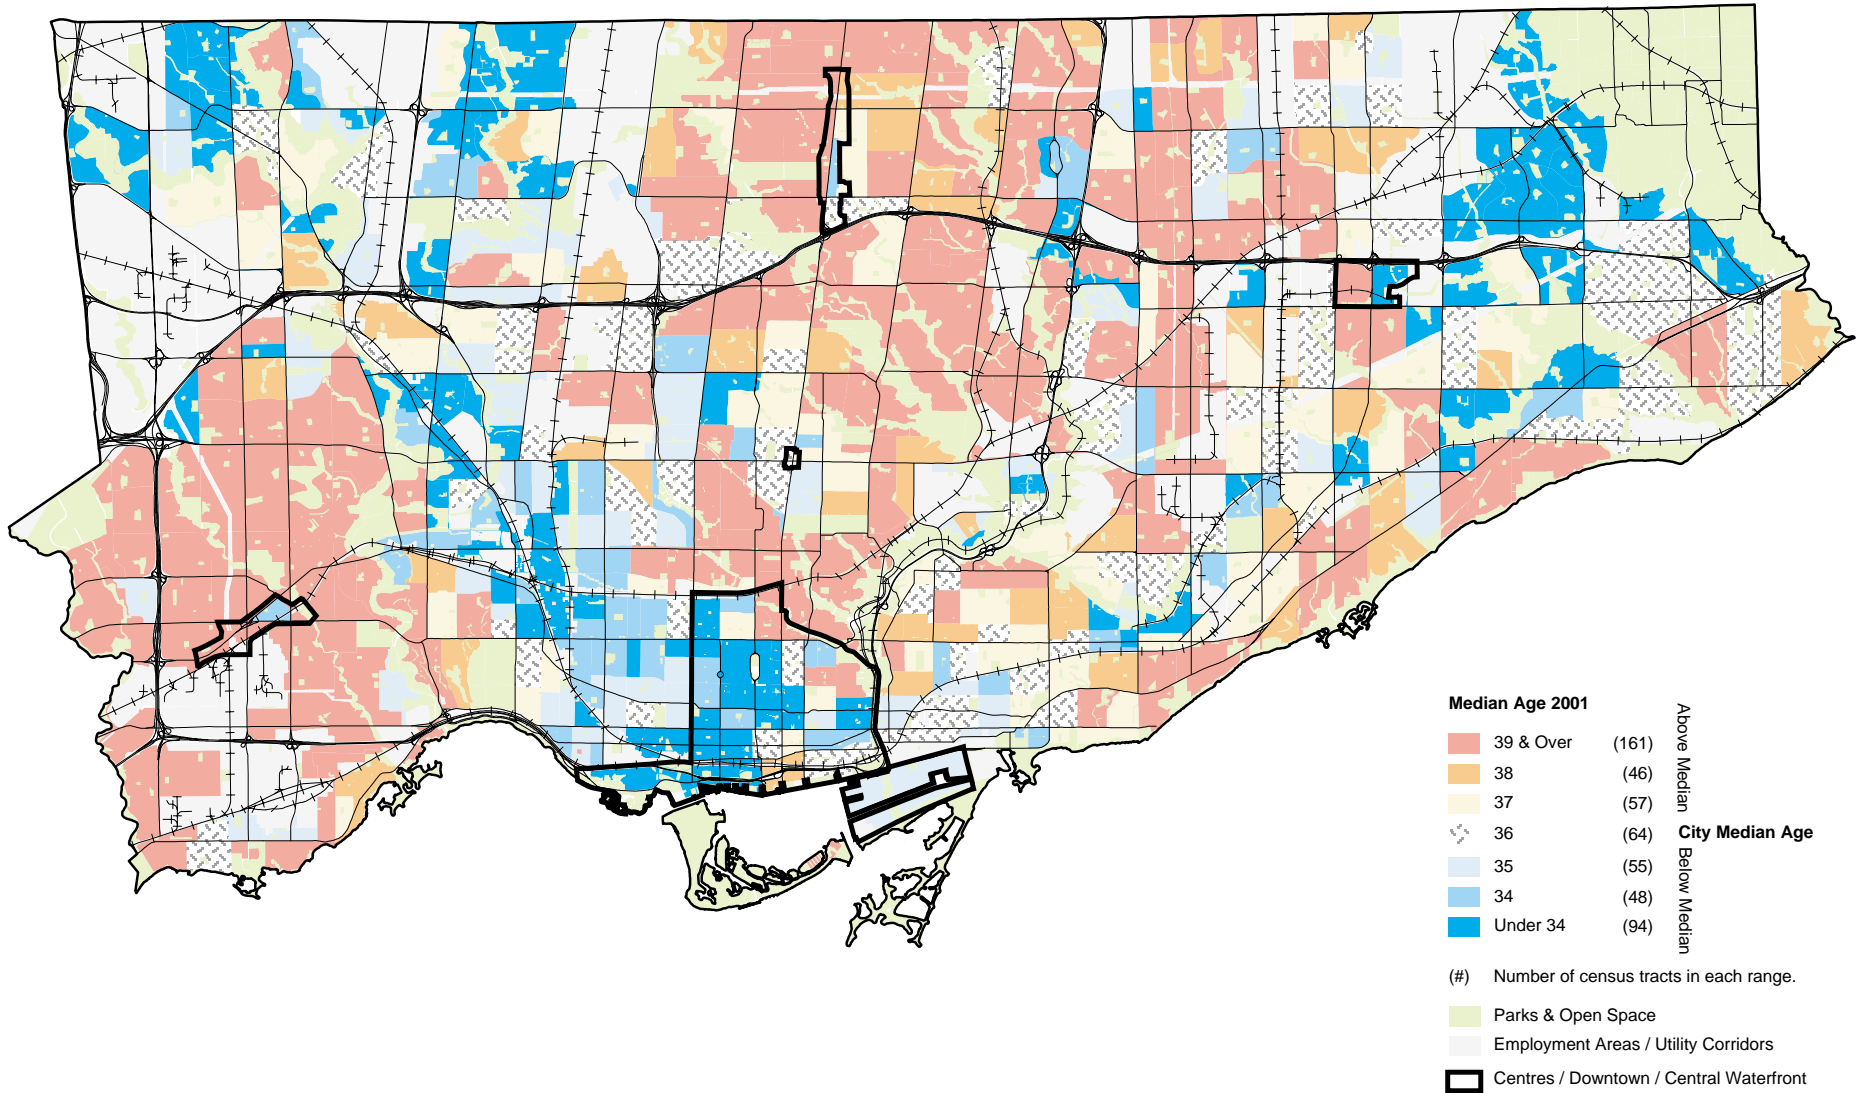 Median Age 2001
39 & Over (161)
38 (46)
37 (57)
36 (64) City Median Age
35 (55)
34 (48)
Under 34 (94)
Above Median
Below Median
(#) Number of census tracts in each range.
Parks & Open Space
Employment Areas / Utility Corridors
Centres / Downtown / Central Waterfront